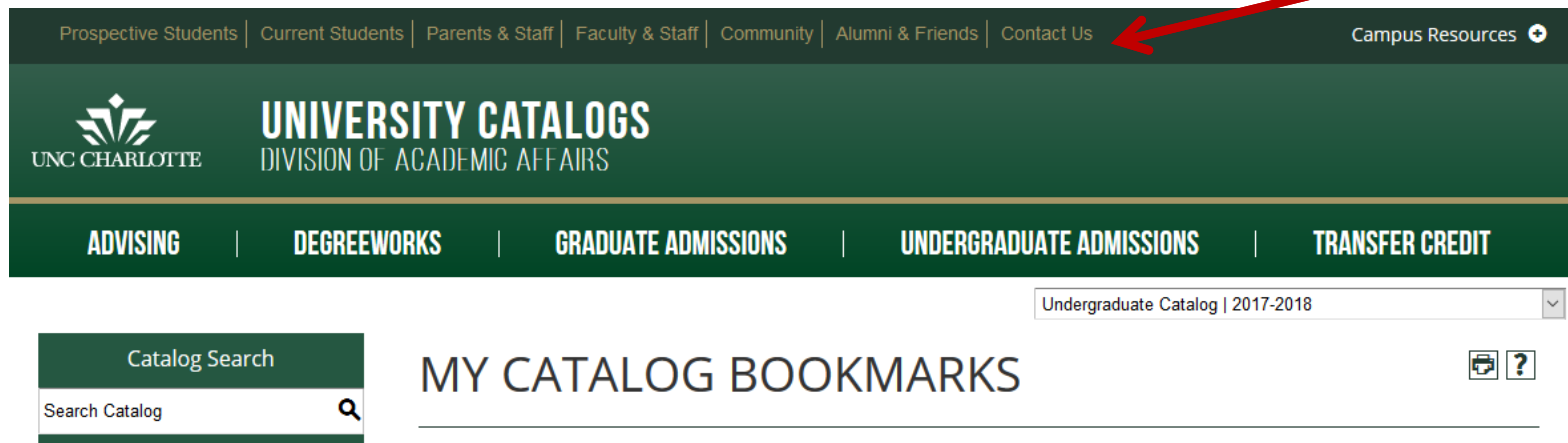 Prospective Students | Current Students | Parents & Staff | Faculty & Staff | Community | Alumni & Friends | Contact Us
Campus Resources
UNC CHARLOTTE
UNIVERSITY CATALOGS
DIVISION OF ACADEMIC AFFAIRS
ADVISING | DEGREEWORKS | GRADUATE ADMISSIONS | UNDERGRADUATE ADMISSIONS | TRANSFER CREDIT
Undergraduate Catalog | 2017-2018
Catalog Search
Search Catalog
MY CATALOG BOOKMARKS
?